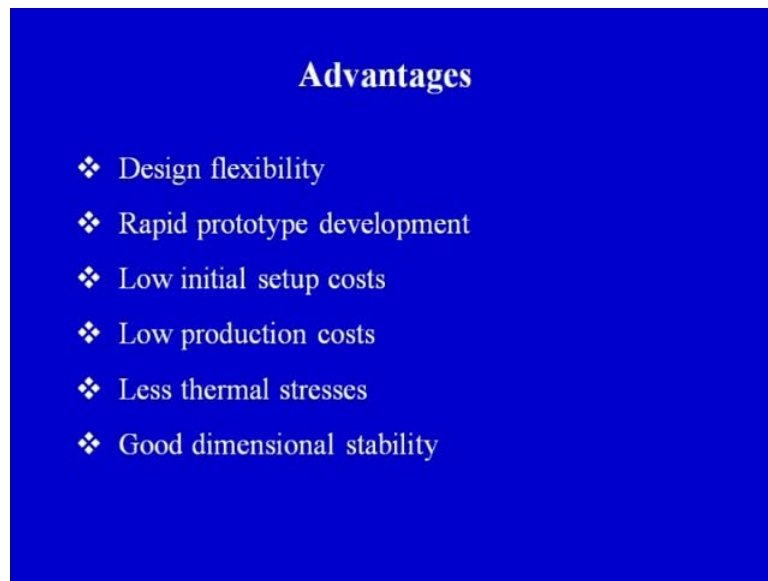 Advantages
❖ Design flexibility
❖ Rapid prototype development
❖ Low initial setup costs
❖ Low production costs
❖ Less thermal stresses
❖ Good dimensional stability